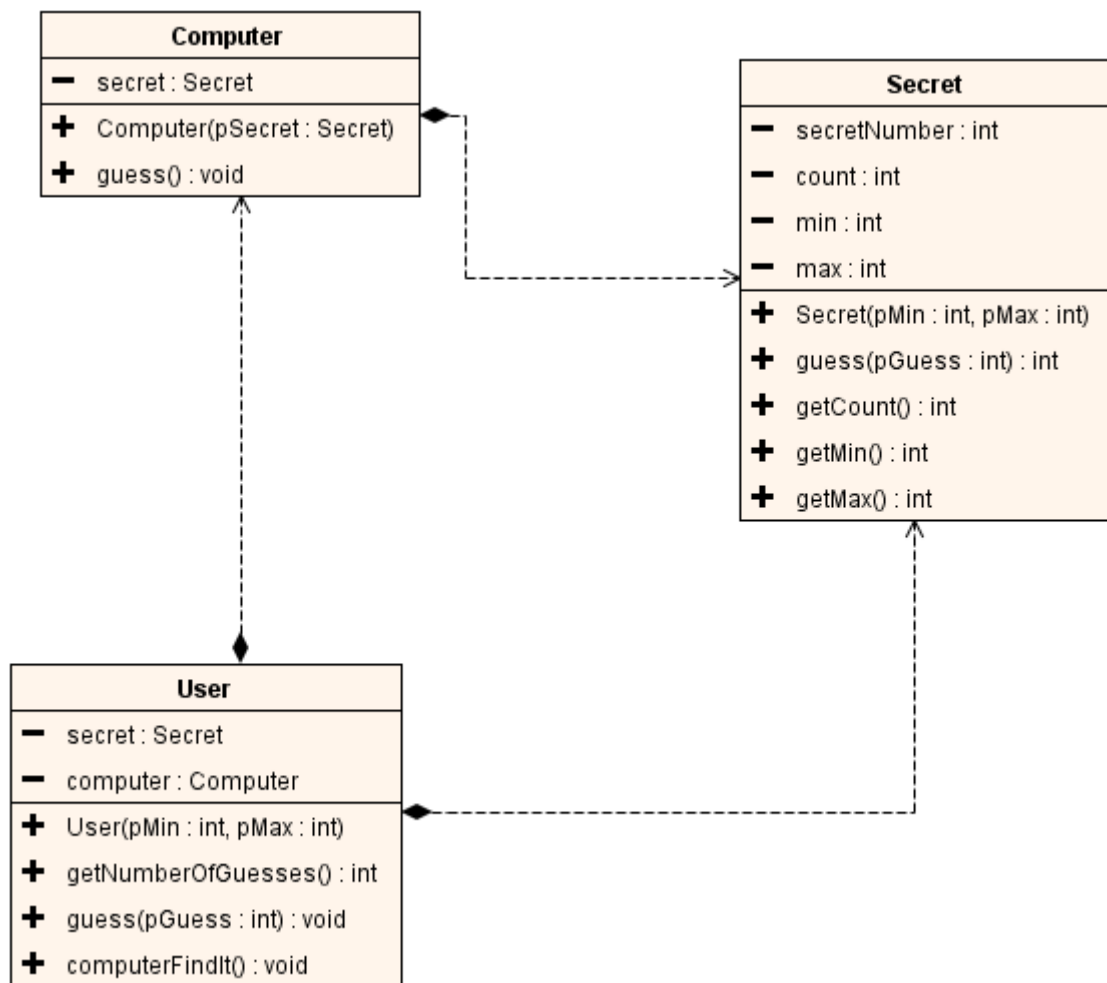 Computer
− secret : Secret
+ Computer(pSecret : Secret)
+ guess() : void
Secret
− secretNumber : int
− count : int
− min : int
− max : int
+ Secret(pMin : int, pMax : int)
+ guess(pGuess : int) : int
+ getCount() : int
+ getMin() : int
+ getMax() : int
User
− secret : Secret
− computer : Computer
+ User(pMin : int, pMax : int)
+ getNumberOfGuesses() : int
+ guess(pGuess : int) : void
+ computerFindIt() : void